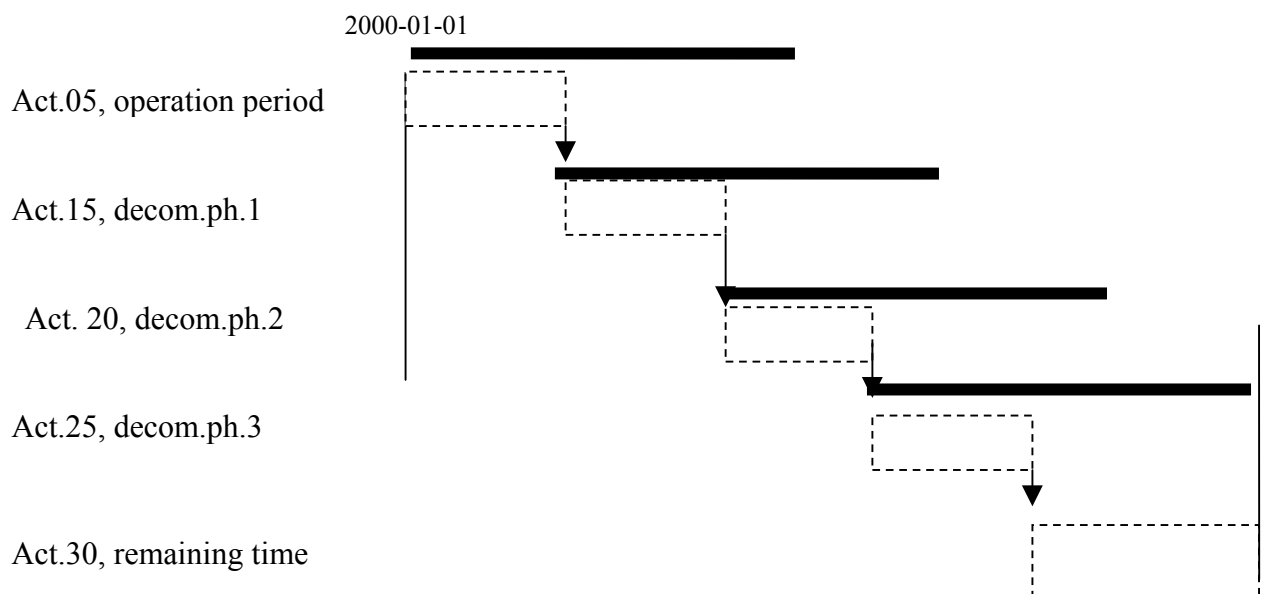 2000-01-01
Act.05, operation period
Act.15, decom.ph.1
Act. 20, decom.ph.2
Act.25, decom.ph.3
Act.30, remaining time